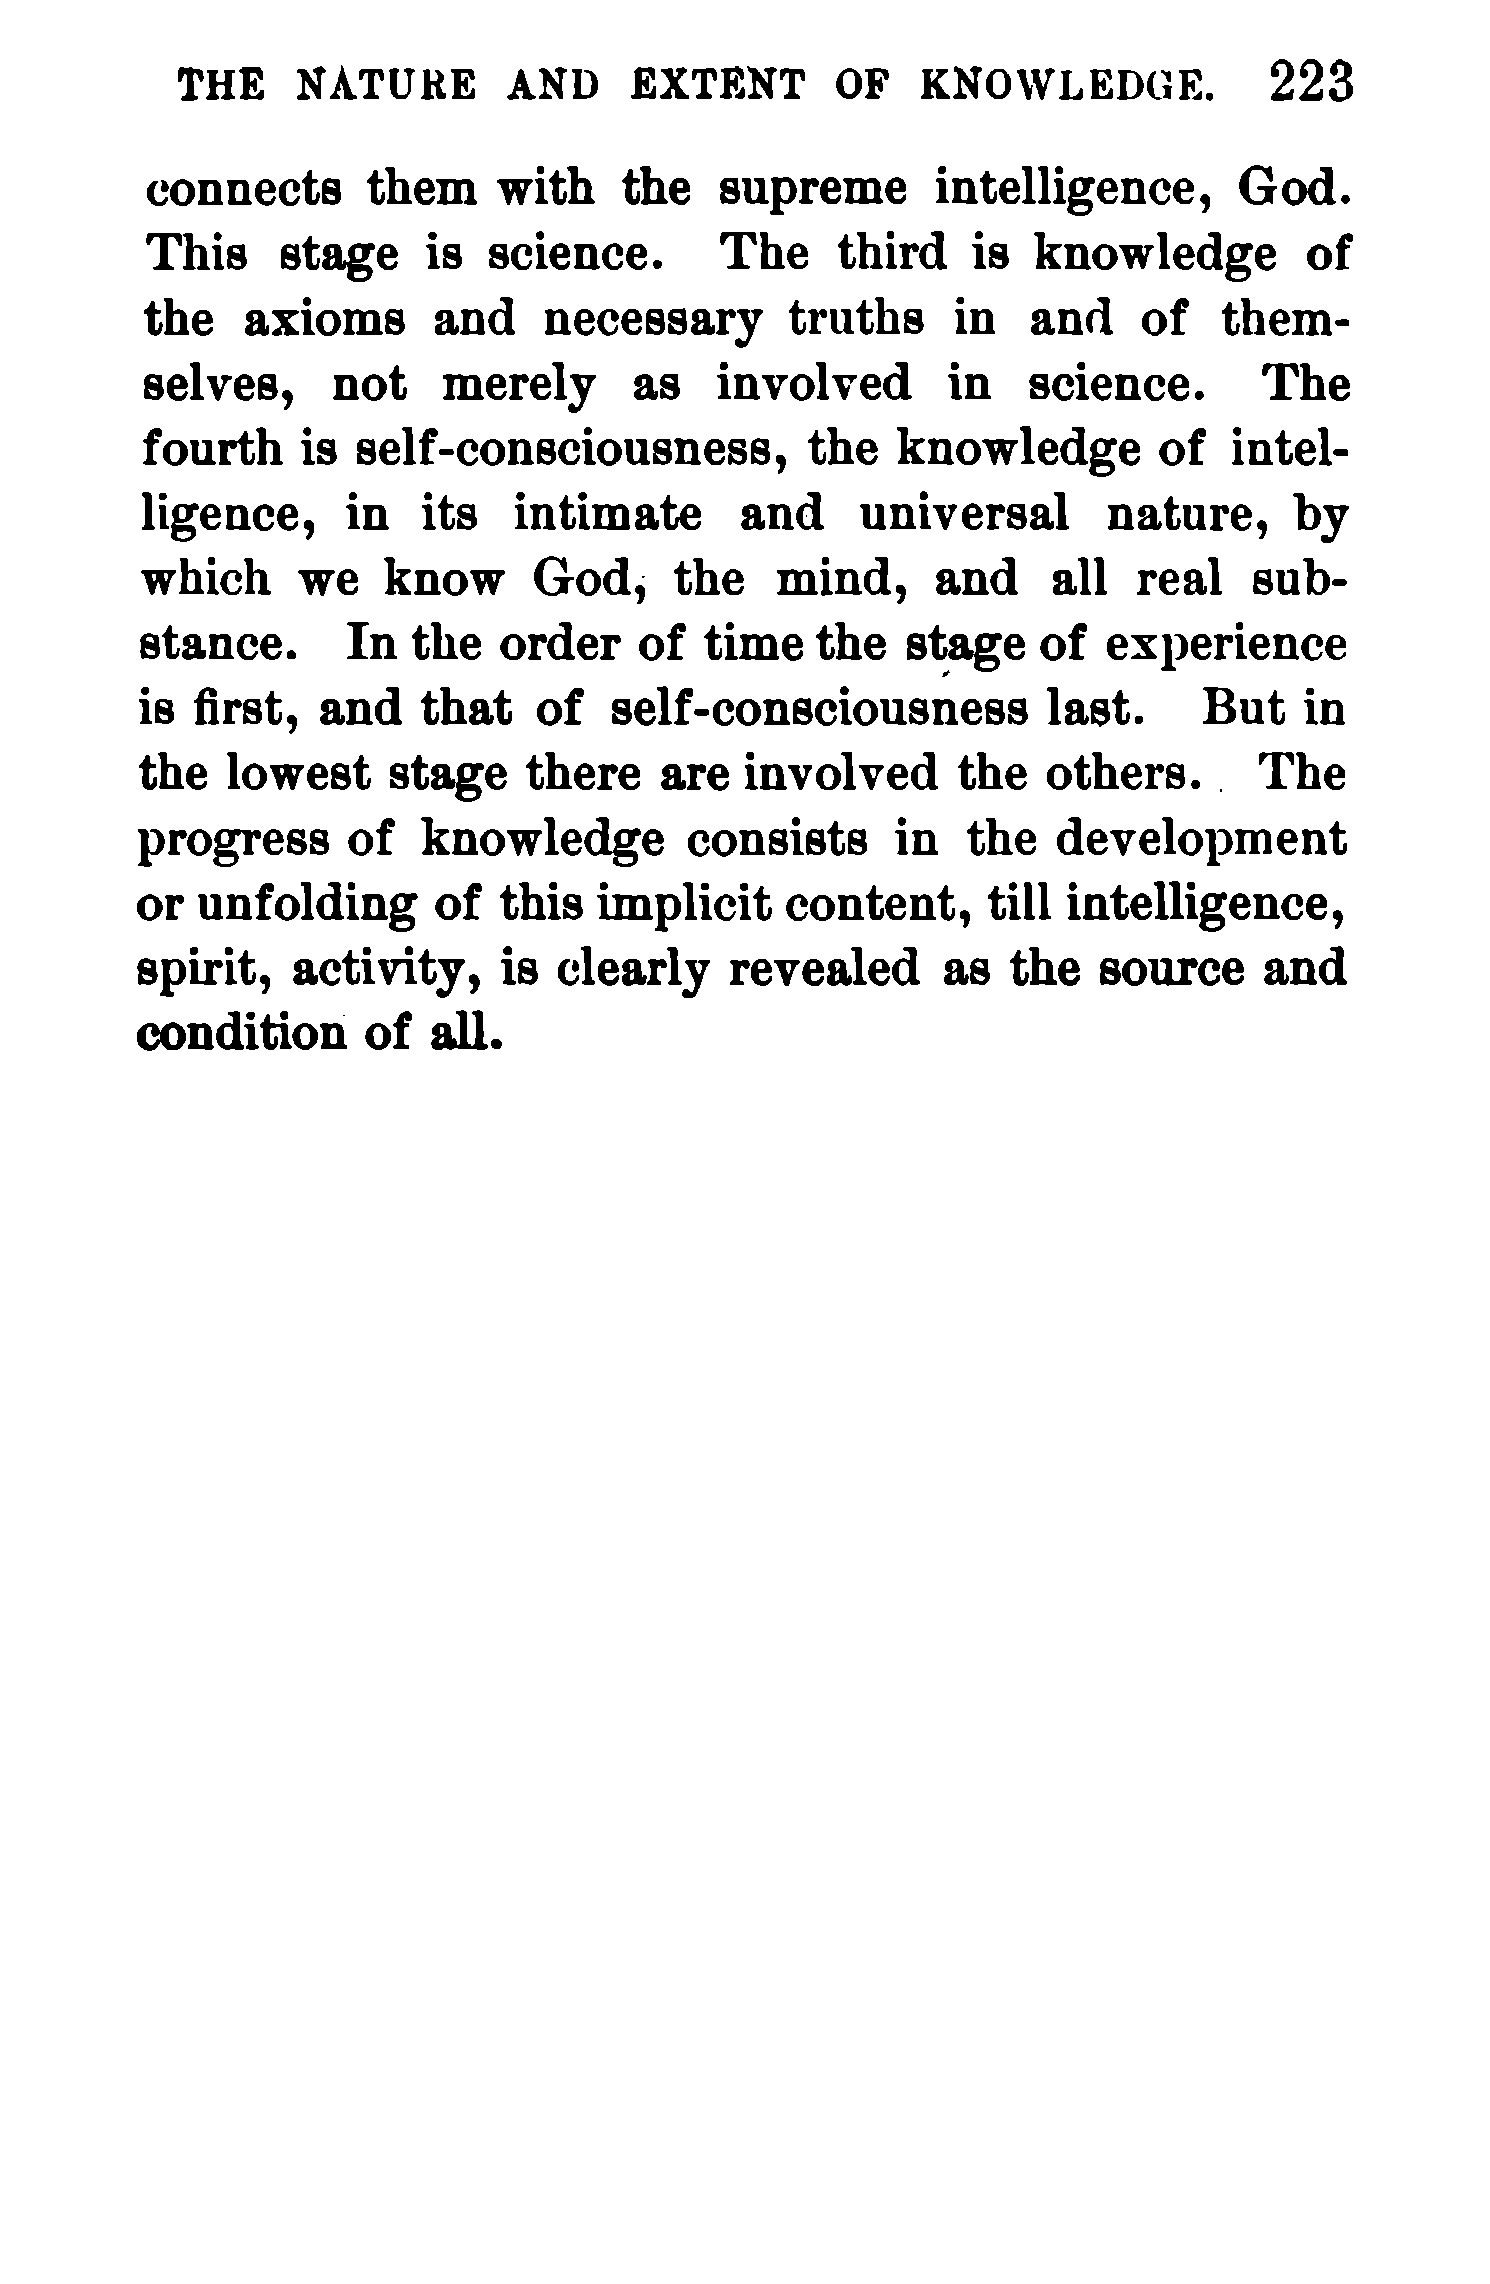 THE NATURE AND EXTENT OF KNOWLEDGE. 223
connects them with the supreme intelligence, God.
This stage is science. The third is knowledge of
the axioms and necessary truths in and of them-
selves, not merely as involved in science. The
fourth is self-consciousness, the knowledge of intel-
ligence, in its intimate and universal nature, by
which we know God, the mind, and all real sub-
stance. In the order of time the stage of experience
is first, and that of self-consciousness last. But in
the lowest stage there are involved the others. The
progress of knowledge consists in the development
or unfolding of this implicit content, till intelligence,
spirit, activity, is clearly revealed as the source and
condition of all.